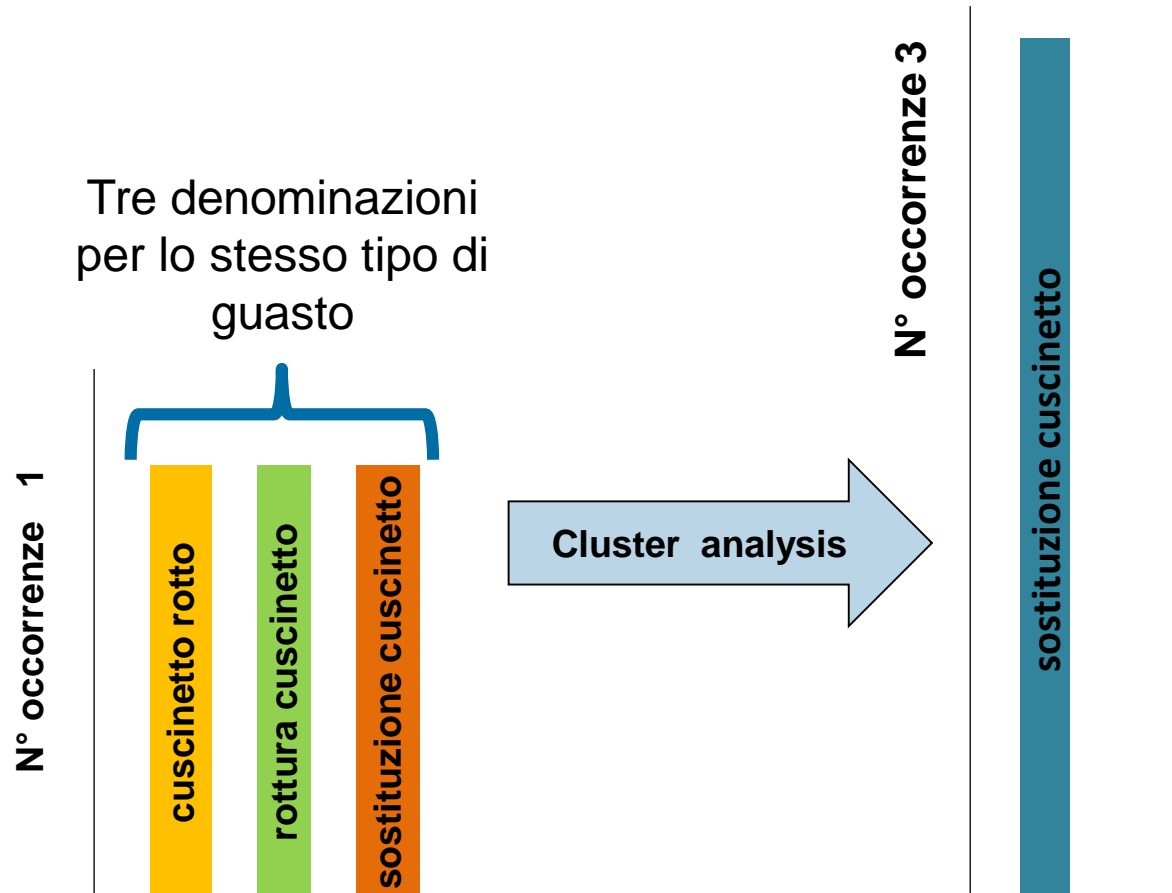 Tre denominazioni
per lo stesso tipo di
guasto
N° occorrenze 1
cuscinetto rotto
rottura cuscinetto
sostituzione cuscinetto
Cluster analysis
N° occorrenze 3
sostituzione cuscinetto